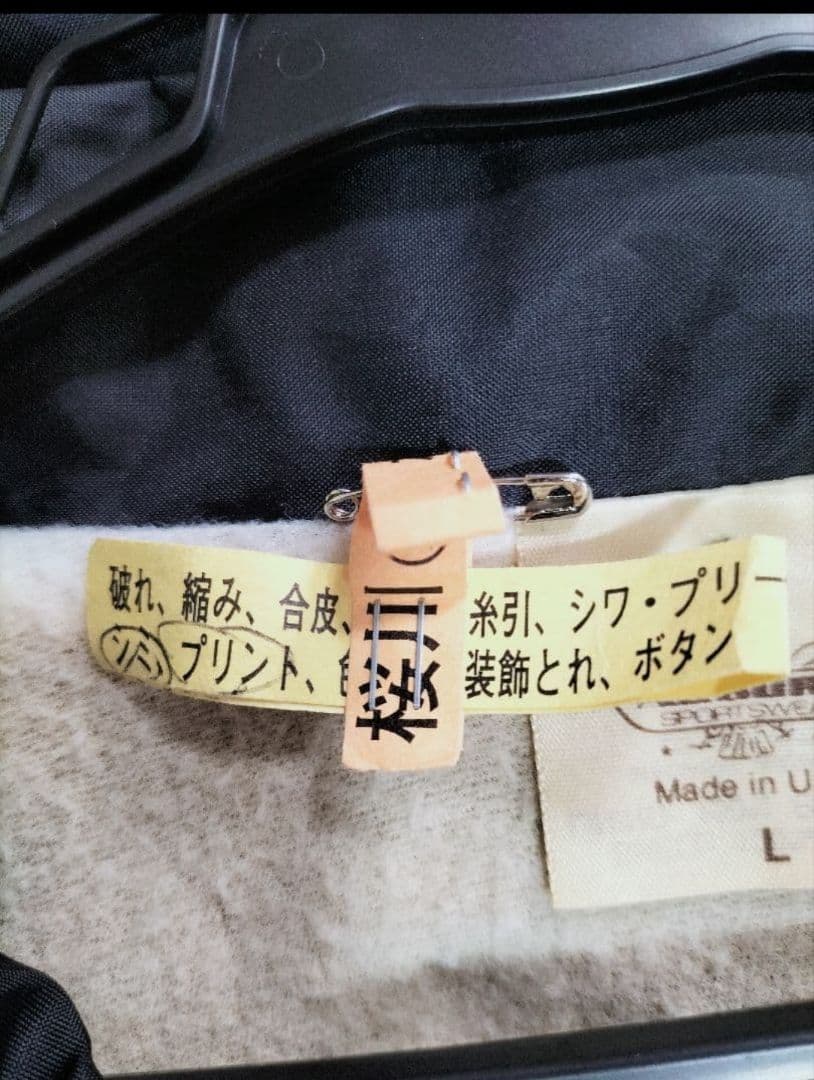 破れ、縮み、合皮、
糸引、シワ・プリー
シミ、プリント、色
装飾とれ、ボタン
桜川
SPORTSWEA
Made in U
L